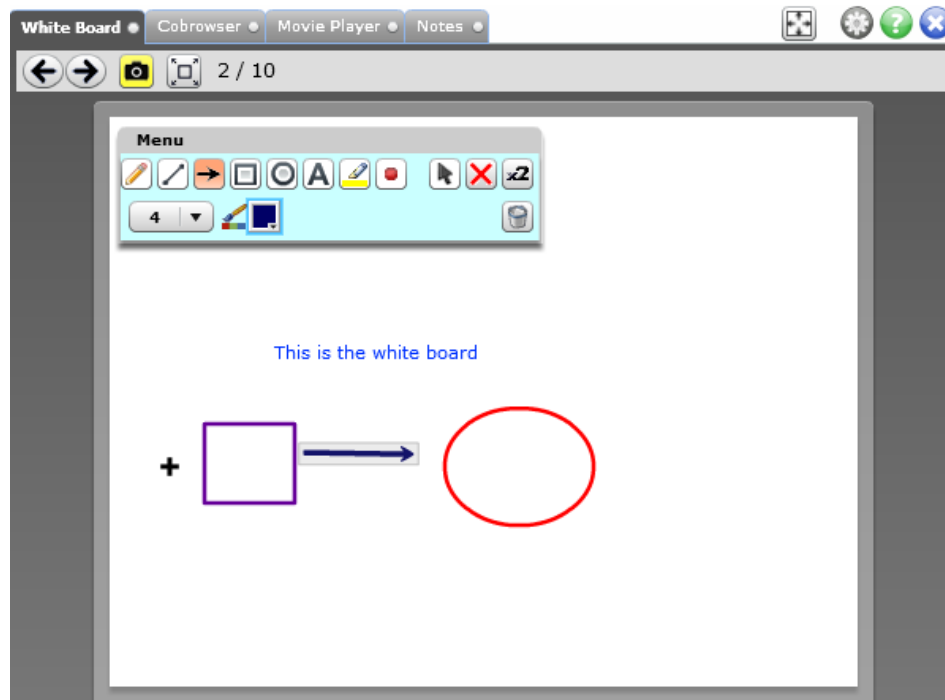 White Board Cobrowser Movie Player Notes
2 / 10
Menu
A x2
4
This is the white board